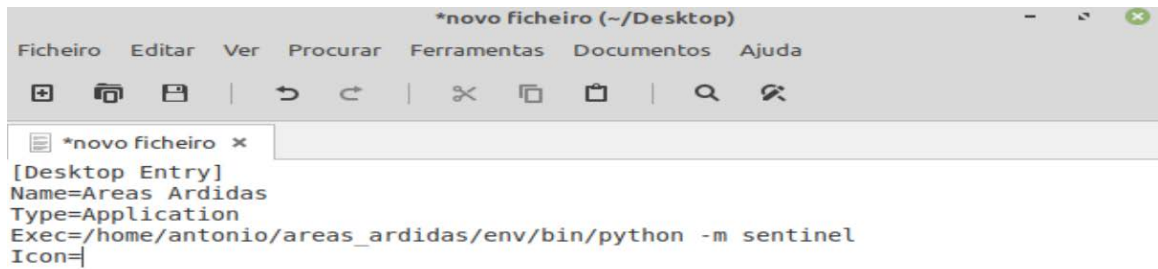 *novo ficheiro (~/Desktop)
Ficheiro Editar Ver Procurar Ferramentas Documentos Ajuda
*novo ficheiro
[Desktop Entry]
Name=Areas Ardidas
Type=Application
Exec=/home/antonio/areas_ardidas/env/bin/python -m sentinel
Icon=